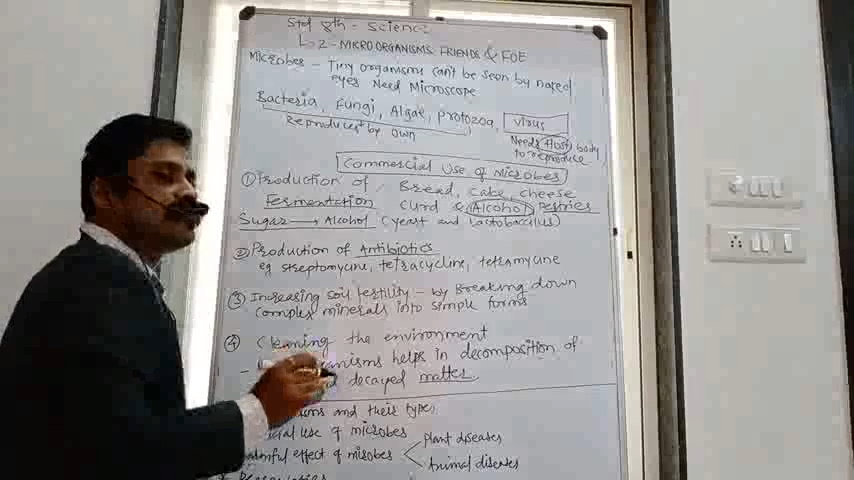 Std 8th - Science
L-2 - MICRO ORGANISMS: FRIENDS & FOE
Microbes - Tiny organisms can't be seen by naked
eyes Need Microscope
Bacteria, Fungi, Algae, protozoa, virus
Reproduces by own
Needs Host body
to reproduce
Commercial Use of Microbes
① Production of Bread, Cake, cheese
Fermentation curd & Alcohol Pestries
Sugar → Alcohol (yeast and Lactobacillus)
② Production of Antibiotics
eg streptomycine, tetracycline, tetramycine
③ Increasing soil fertility - by Breaking down
complex minerals into simple forms
④ Cleaning the environment
- helps in decomposition of
decayed matter
and their types
use of microbes
effect of misobes < Plant diseases
Animal diseases